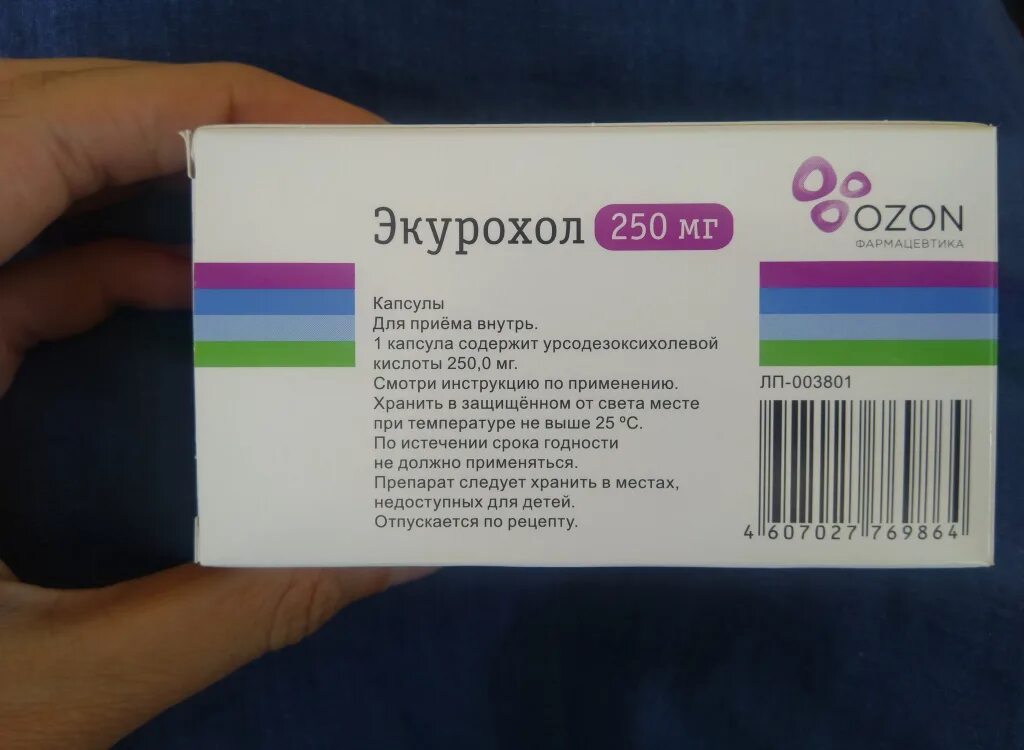 Экурохол 250 мг
OZON
ФАРМАЦЕВТИКА
Капсулы
Для приёма внутрь.
1 капсула содержит урсодезоксихолевой
кислоты 250,0 мг.
Смотри инструкцию по применению.
Хранить в защищённом от света месте
при температуре не выше 25 ºС.
По истечении срока годности
не должно применяться.
Препарат следует хранить в местах,
недоступных для детей.
Отпускается по рецепту.
ЛП-003801
4 607027 769864